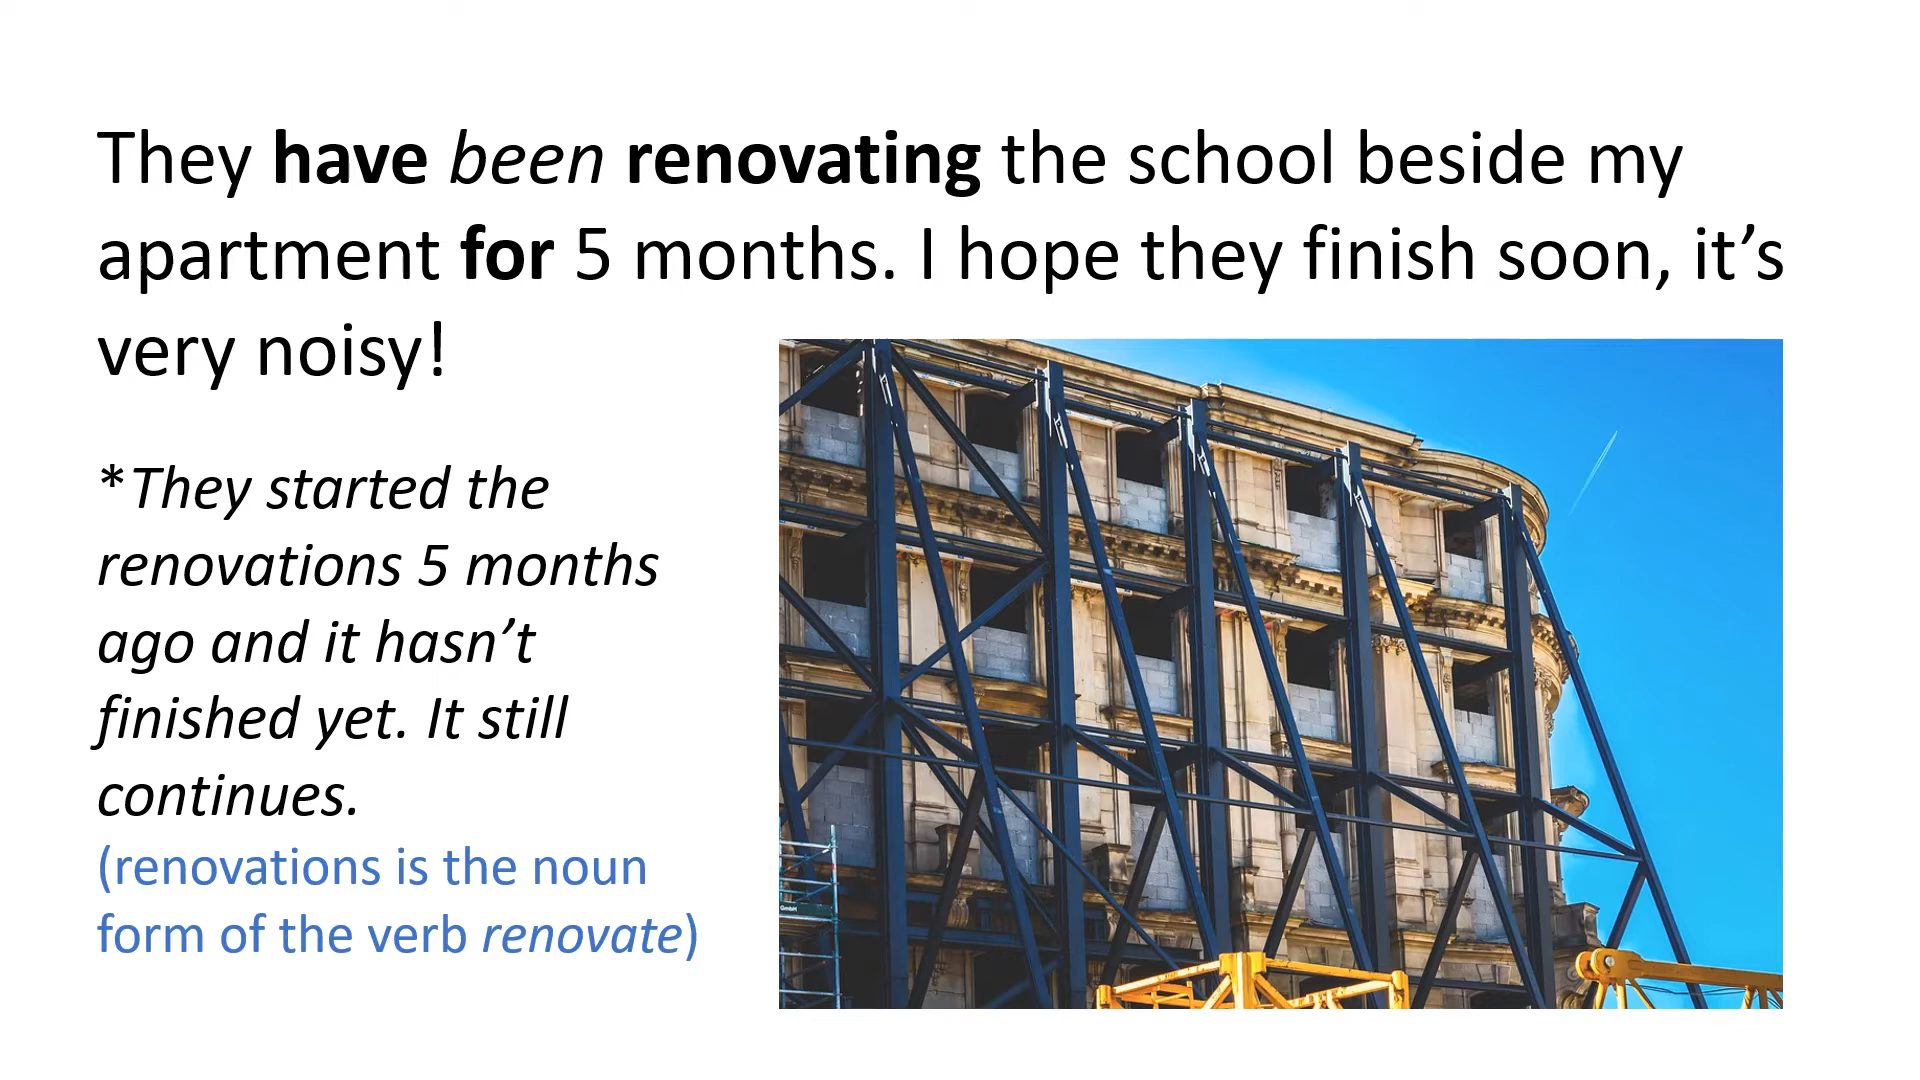 They have been renovating the school beside my
apartment for 5 months. I hope they finish soon, it’s
very noisy!
*They started the
renovations 5 months
ago and it hasn’t
finished yet. It still
continues.
(renovations is the noun
form of the verb renovate)
GmbH